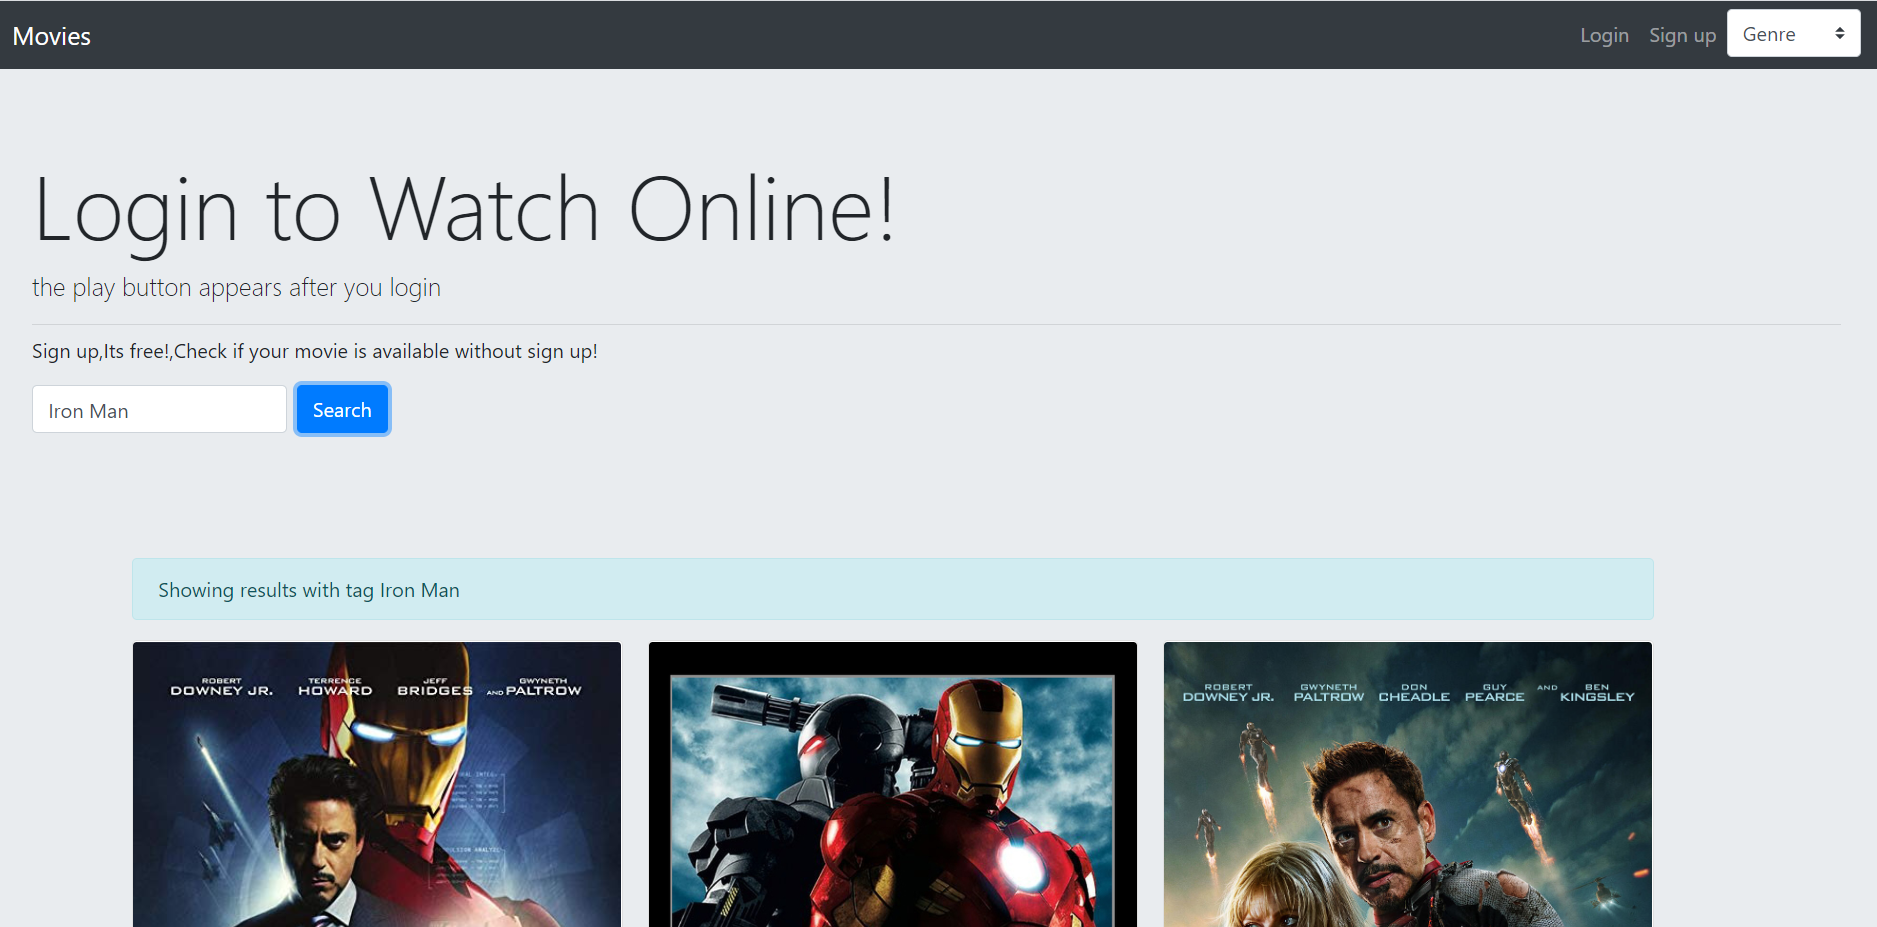 Movies
Login Sign up Genre
Login to Watch Online!
the play button appears after you login
Sign up,Its free!,Check if your movie is available without sign up!
Iron Man Search
Showing results with tag Iron Man
ROBERT DOWNEY JR. TERRENCE HOWARD JEFF BRIDGES AND GWYNETH PALTROW
ROBERT DOWNEY JR. GWYNETH PALTROW DON CHEADLE GUY PEARCE AND BEN KINGSLEY